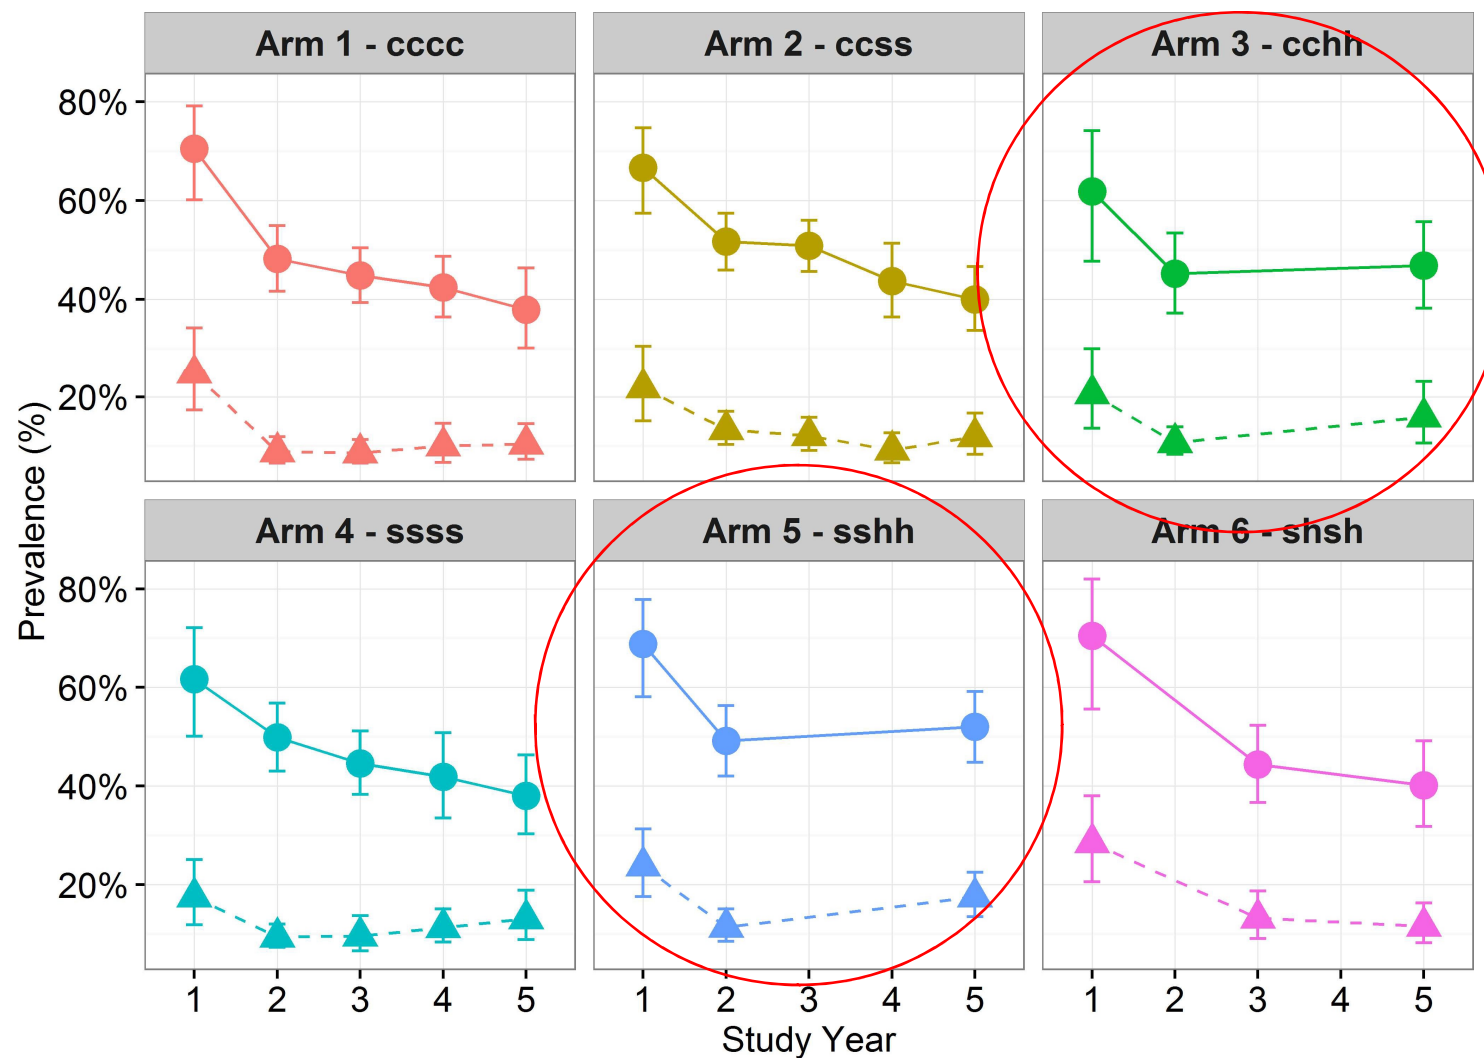 Arm 1 - cccc
Arm 2 - ccss
Arm 3 - cchh
80%
60%
40%
20%
Prevalence (%)
Arm 4 - ssss
Arm 5 - sshh
Arm 6 - shsh
80%
60%
40%
20%
1 2 3 4 5
1 2 3 4 5
1 2 3 4 5
Study Year